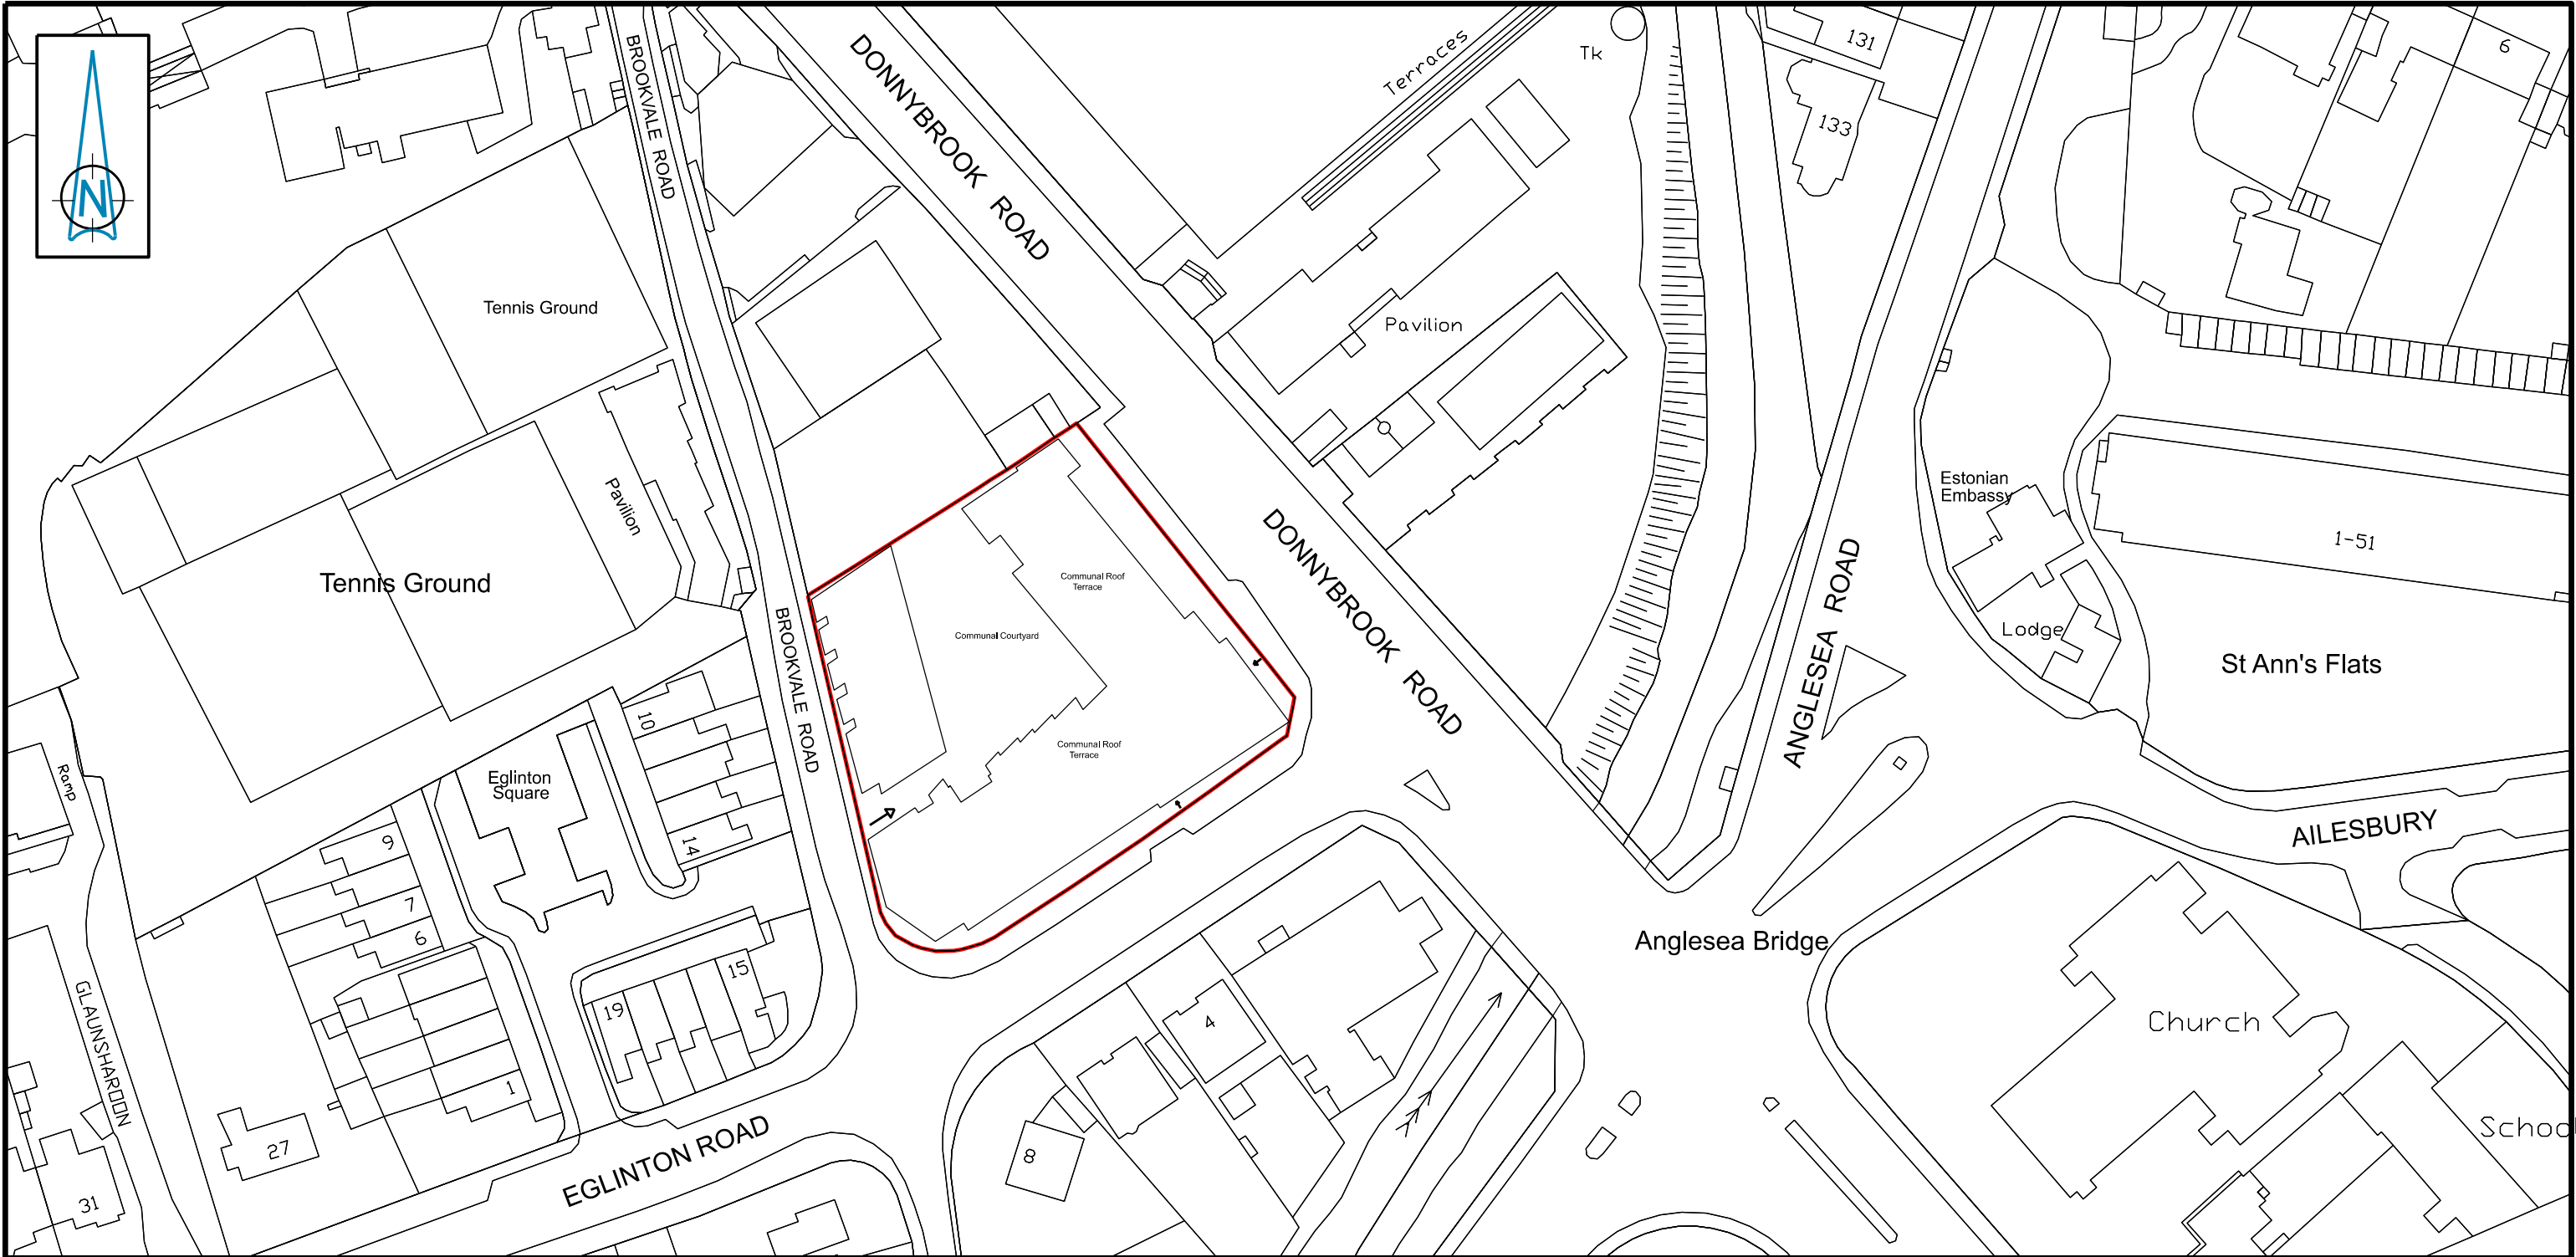 N
BROOKVALE ROAD
DONNYBROOK ROAD
Terraces
Tk
131
133
6
Tennis Ground
Pavilion
Pavilion
Tennis Ground
BROOKVALE ROAD
Communal Roof
Terrace
Communal Courtyard
Communal Roof
Terrace
DONNYBROOK ROAD
ANGLESEA ROAD
Estonian
Embassy
Lodge
1-51
St Ann's Flats
Ramp
Eglinton
Square
10
14
9
7
6
1
19
15
GLAUNSHAROON
27
31
EGLINTON ROAD
4
8
Anglesea Bridge
AILESBURY
Church
Schoo